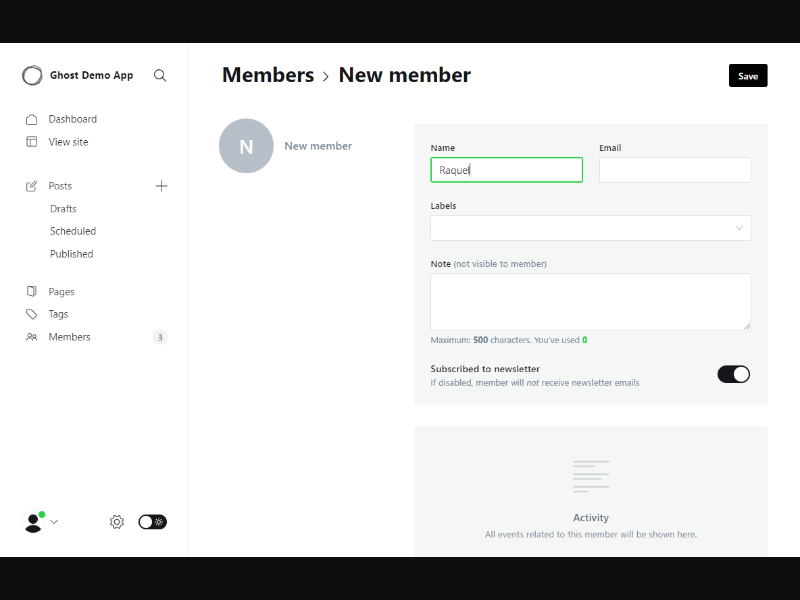 Ghost Demo App
Dashboard
View site
Posts
Drafts
Scheduled
Published
Pages
Tags
Members
3
Members > New member
Save
N
New member
Name
Email
Raquel
Labels
Note (not visible to member)
Maximum: 500 characters. You've used 0
Subscribed to newsletter
If disabled, member will not receive newsletter emails
Activity
All events related to this member will be shown here.